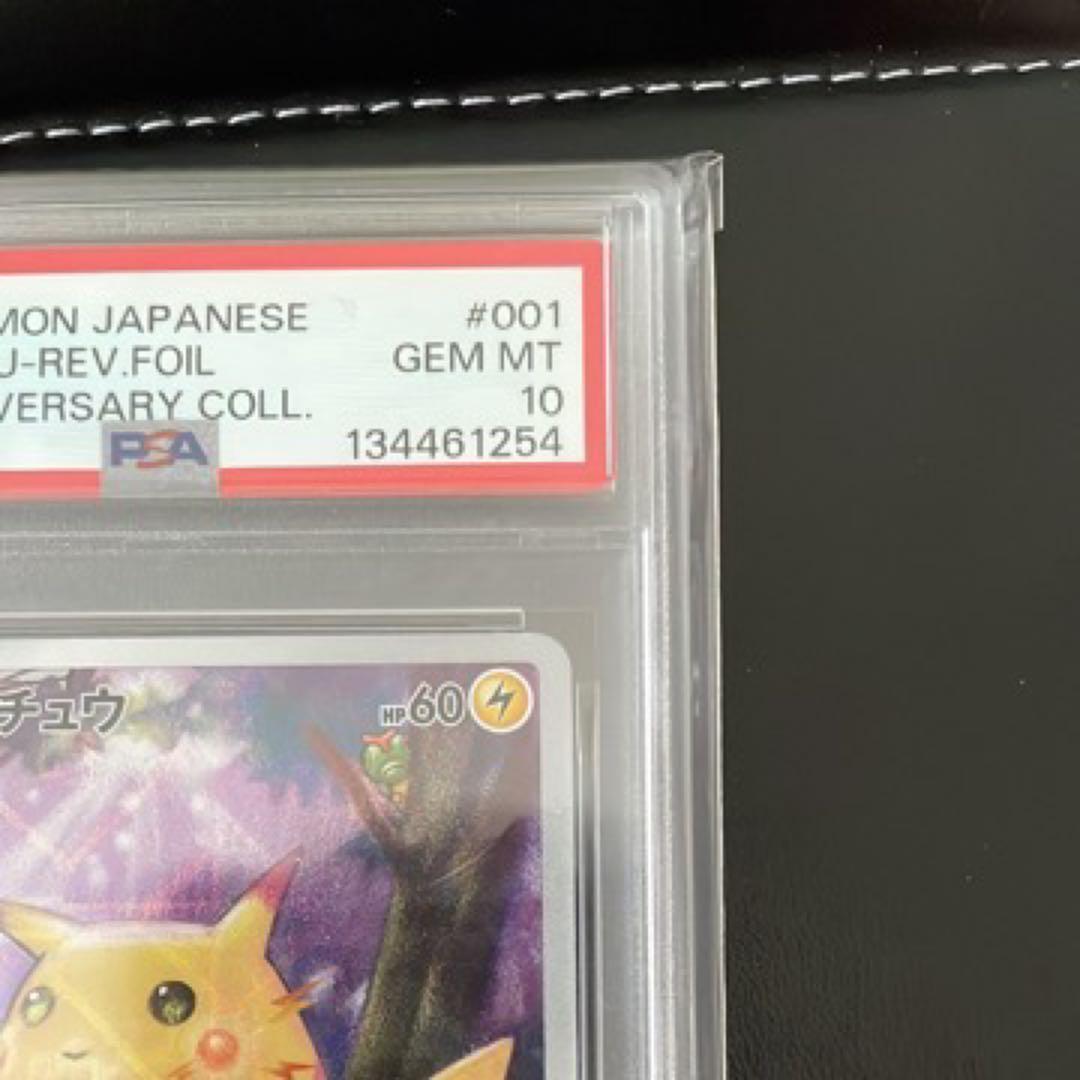 MON JAPANESE #001
U-REV.FOIL GEM MT
VERSARY COLL. 10
PSA 134461254
チュウ HP60